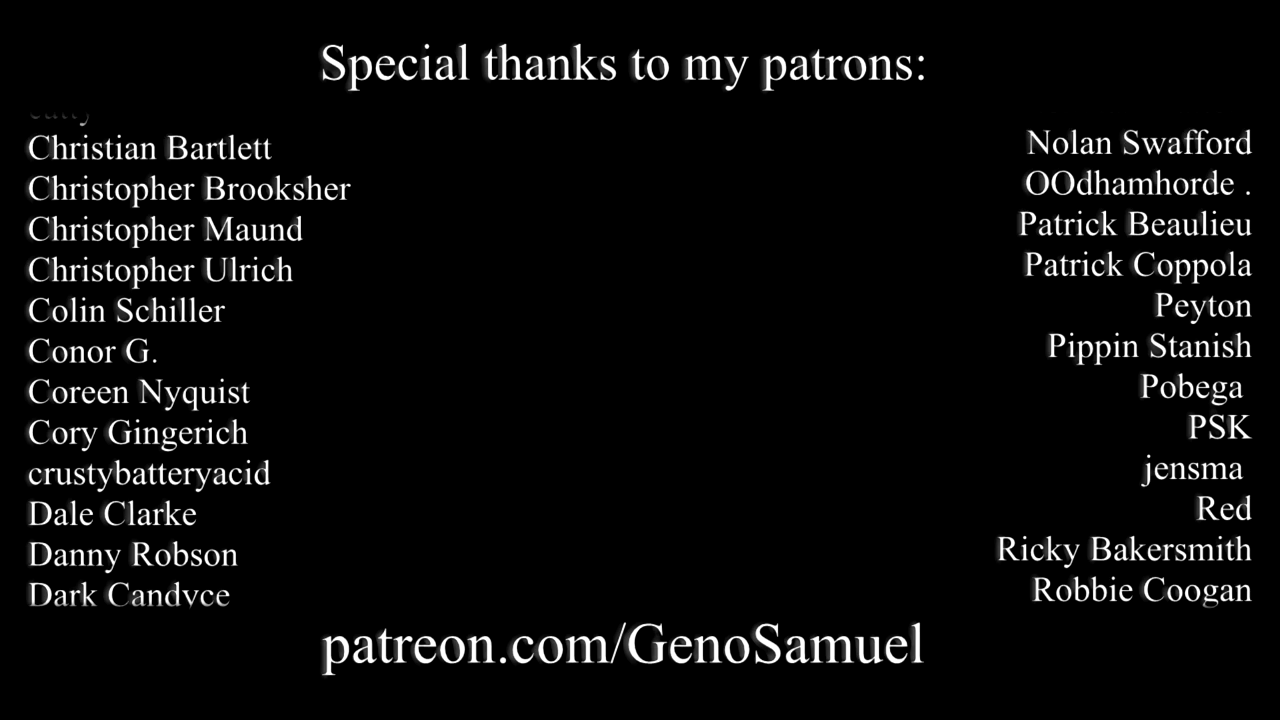 Special thanks to my patrons:
Christian Bartlett
Christopher Brooksher
Christopher Maund
Christopher Ulrich
Colin Schiller
Conor G.
Coreen Nyquist
Cory Gingerich
crustybatteryacid
Dale Clarke
Danny Robson
Dark Candyce
Nolan Swafford
OOdhamhorde .
Patrick Beaulieu
Patrick Coppola
Peyton
Pippin Stanish
Pobega
PSK
jensma
Red
Ricky Bakersmith
Robbie Coogan
patreon.com/GenoSamuel